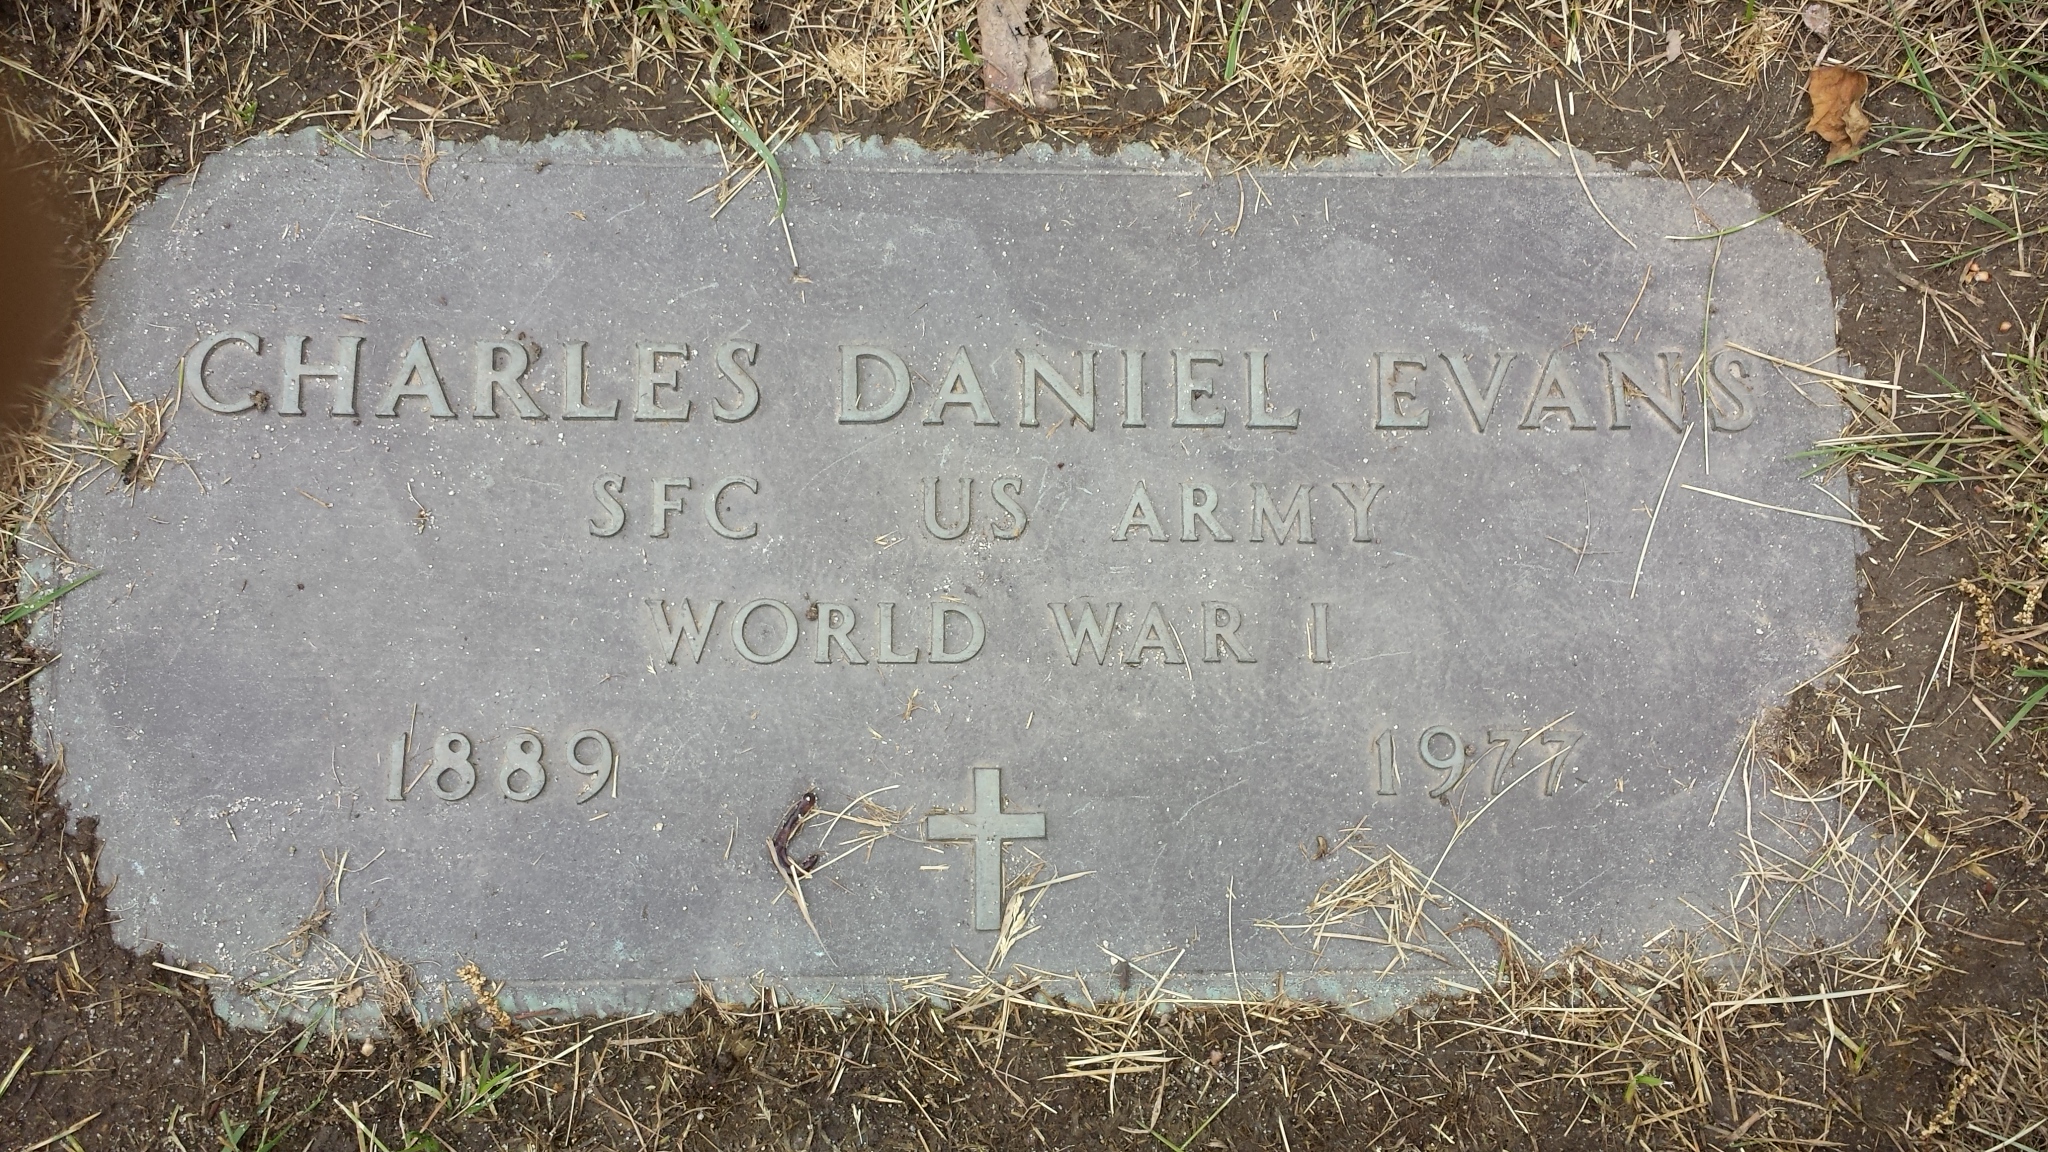 CHARLES DANIEL EVANS
SFC US ARMY
WORLD WAR I
1889 1977